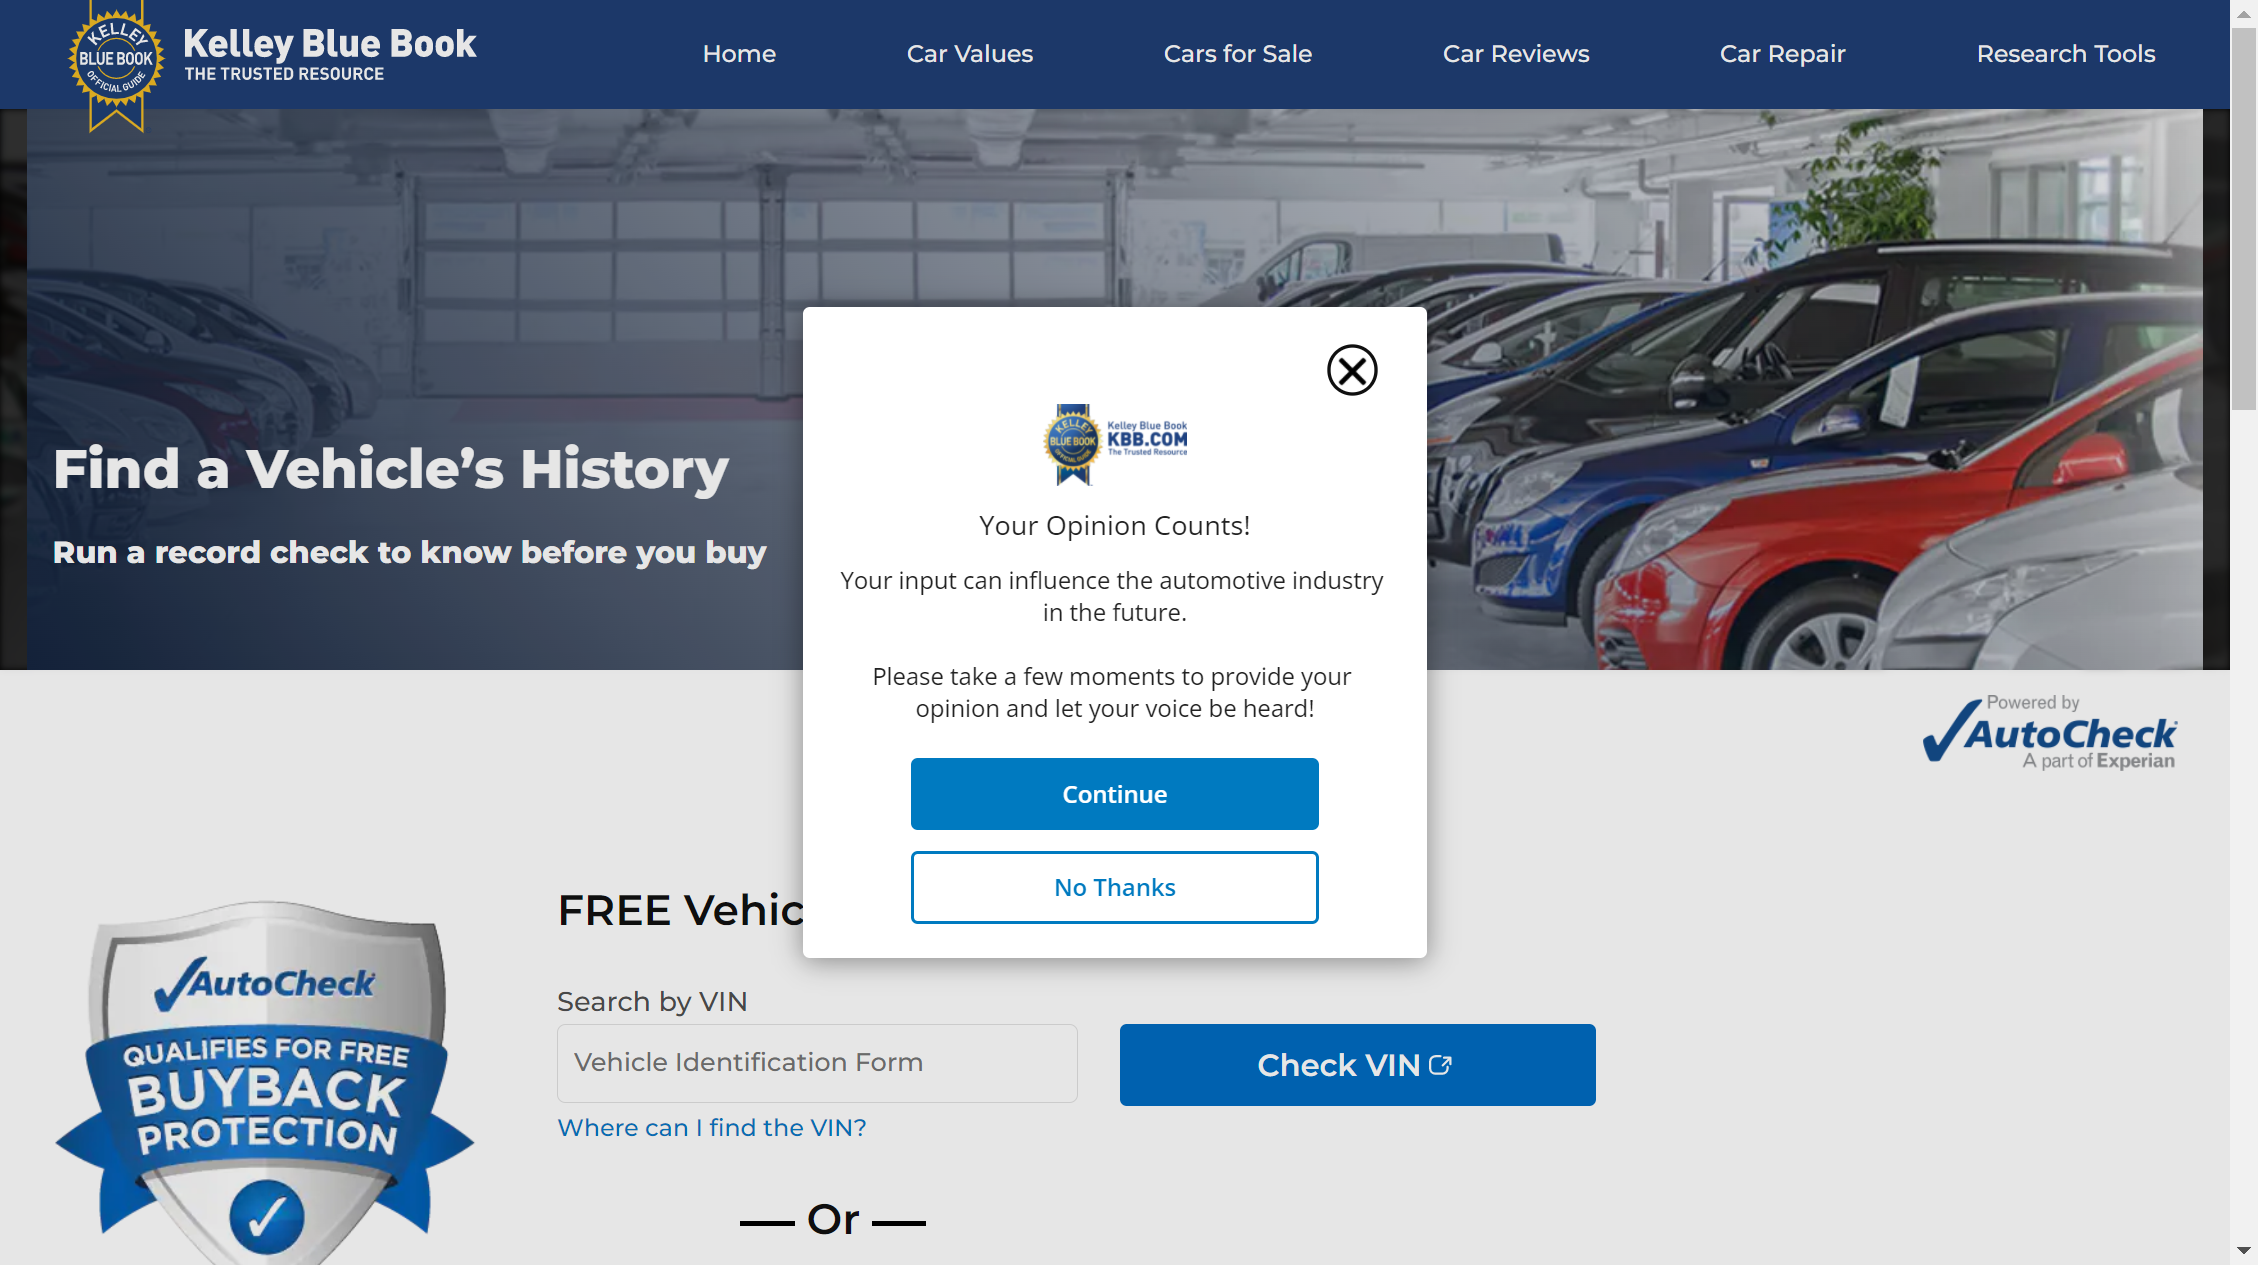 KELLEY
BLUE BOOK
OFFICIAL GUIDE
Kelley Blue Book
THE TRUSTED RESOURCE
Home
Car Values
Cars for Sale
Car Reviews
Car Repair
Research Tools
Find a Vehicle’s History
Run a record check to know before you buy
KELLEY
BLUE BOOK
OFFICIAL GUIDE
Kelley Blue Book
KBB.COM
The Trusted Resource
Your Opinion Counts!
Your input can influence the automotive industry
in the future.
Please take a few moments to provide your
opinion and let your voice be heard!
Continue
No Thanks
Powered by
AutoCheck
A part of Experian
FREE Vehic
AutoCheck
QUALIFIES FOR FREE
BUYBACK
PROTECTION
Search by VIN
Vehicle Identification Form
Check VIN
Where can I find the VIN?
Or